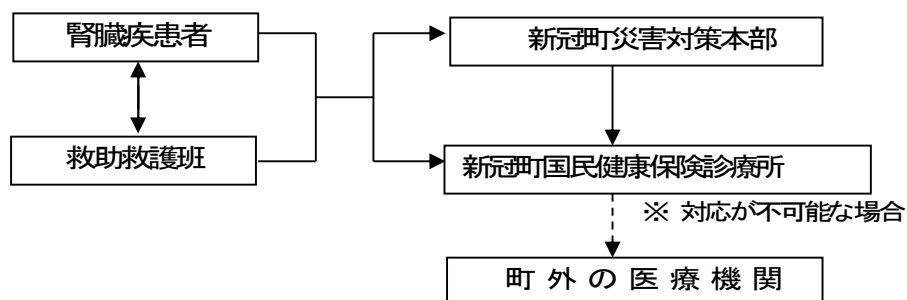 腎臓疾患者
新冠町災害対策本部
救助救護班
新冠町国民健康保険診療所
※ 対応が不可能な場合
町外の医療機関